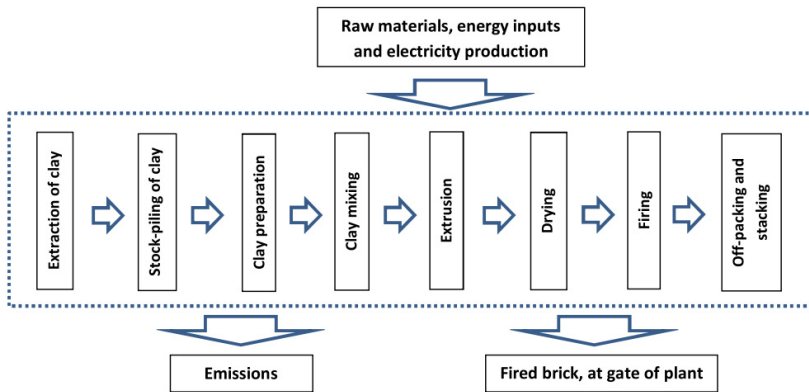 Raw materials, energy inputs
and electricity production
Extraction of clay
Stock-piling of clay
Clay preparation
Clay mixing
Extrusion
Drying
Firing
Off-packing and
stacking
Emissions
Fired brick, at gate of plant